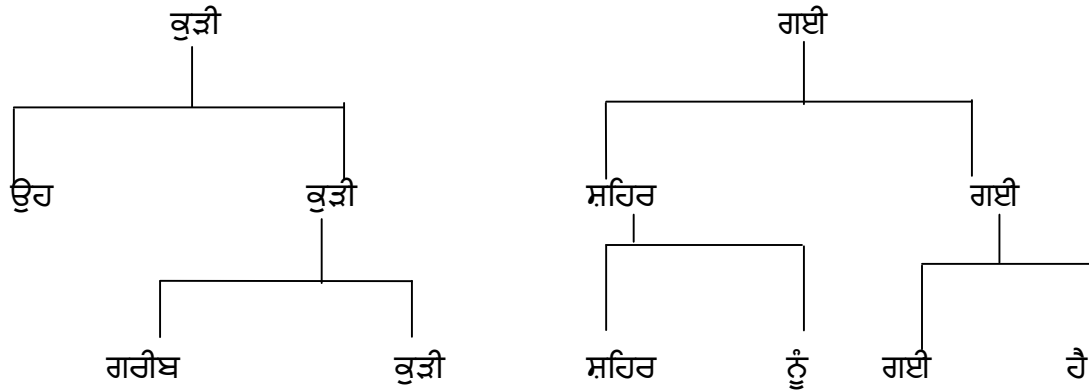 ਕੁੜੀ ਗਈ
ਉਹ ਕੁੜੀ ਸ਼ਹਿਰ ਗਈ
ਗਰੀਬ ਕੁੜੀ ਸ਼ਹਿਰ ਨੂੰ ਗਈ ਹੈ